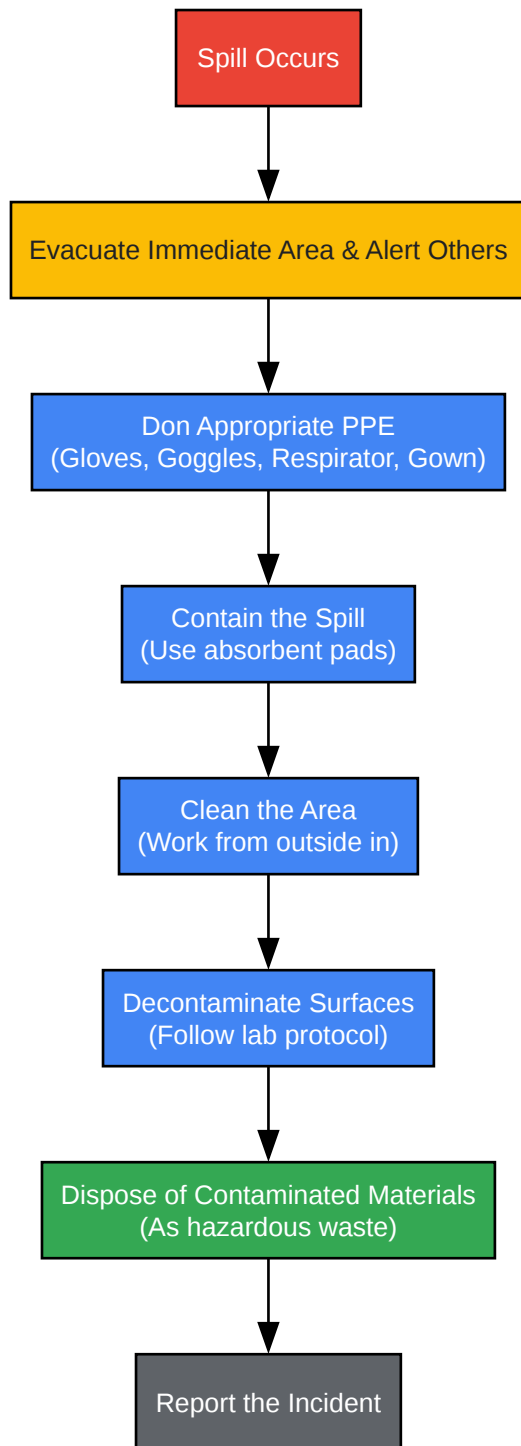 Spill Occurs
Evacuate Immediate Area & Alert Others
Don Appropriate PPE
(Gloves, Goggles, Respirator, Gown)
Contain the Spill
(Use absorbent pads)
Clean the Area
(Work from outside in)
Decontaminate Surfaces
(Follow lab protocol)
Dispose of Contaminated Materials
(As hazardous waste)
Report the Incident